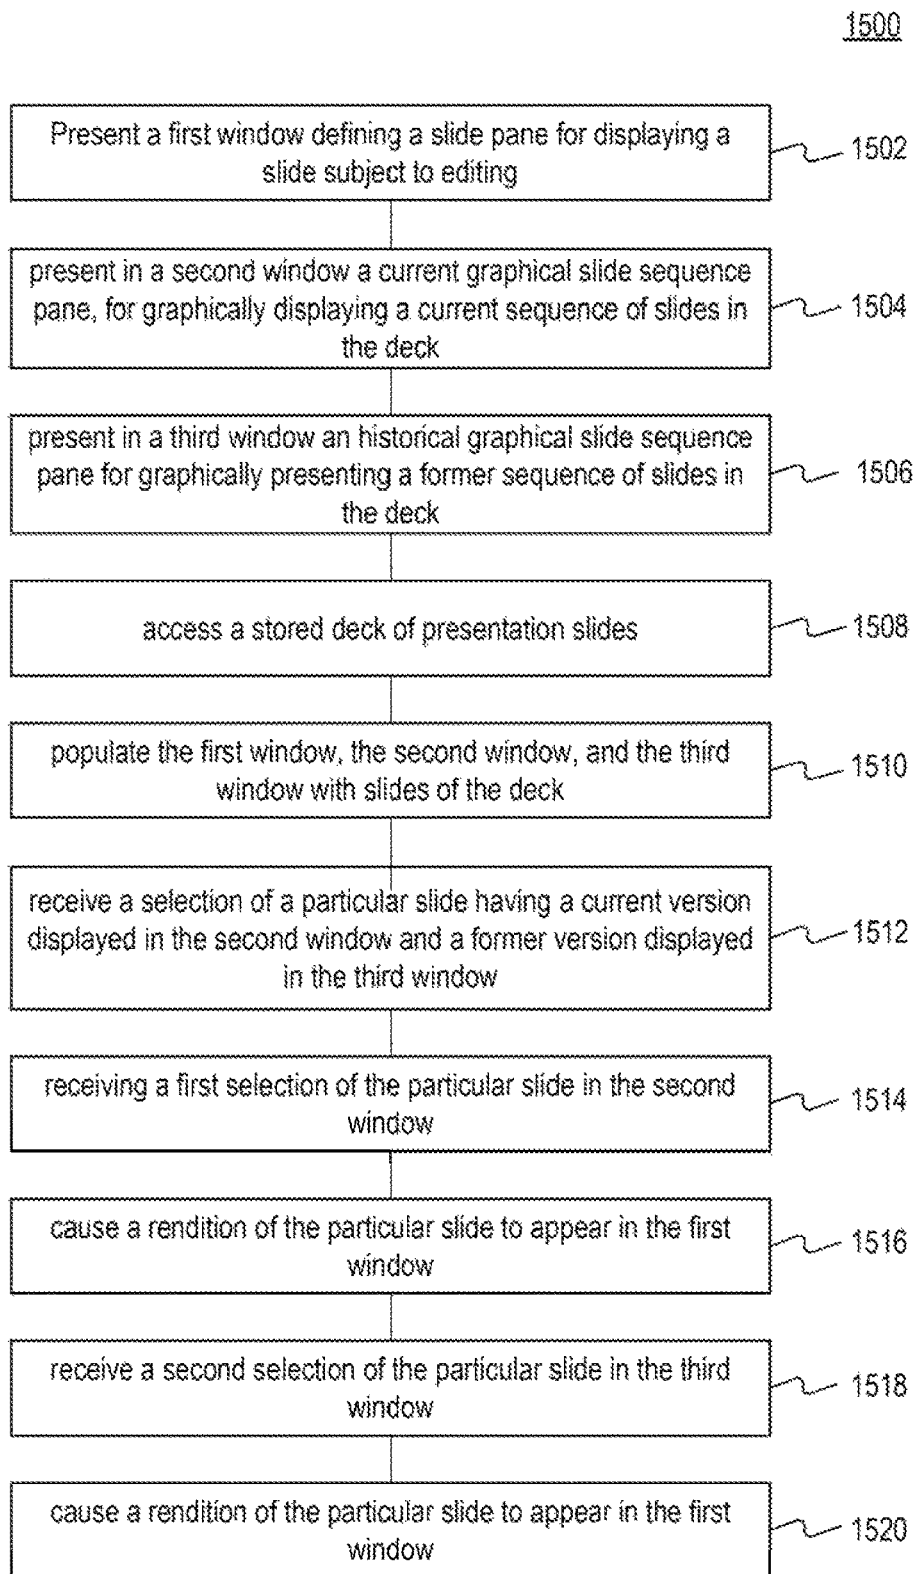 1500
Present a first window defining a slide pane for displaying a
slide subject to editing
1502
present in a second window a current graphical slide sequence
pane, for graphically displaying a current sequence of slides in
the deck
1504
present in a third window an historical graphical slide sequence
pane for graphically presenting a former sequence of slides in
the deck
1506
access a stored deck of presentation slides
1508
populate the first window, the second window, and the third
window with slides of the deck
1510
receive a selection of a particular slide having a current version
displayed in the second window and a former version displayed
in the third window
1512
receiving a first selection of the particular slide in the second
window
1514
cause a rendition of the particular slide to appear in the first
window
1516
receive a second selection of the particular slide in the third
window
1518
cause a rendition of the particular slide to appear in the first
window
1520